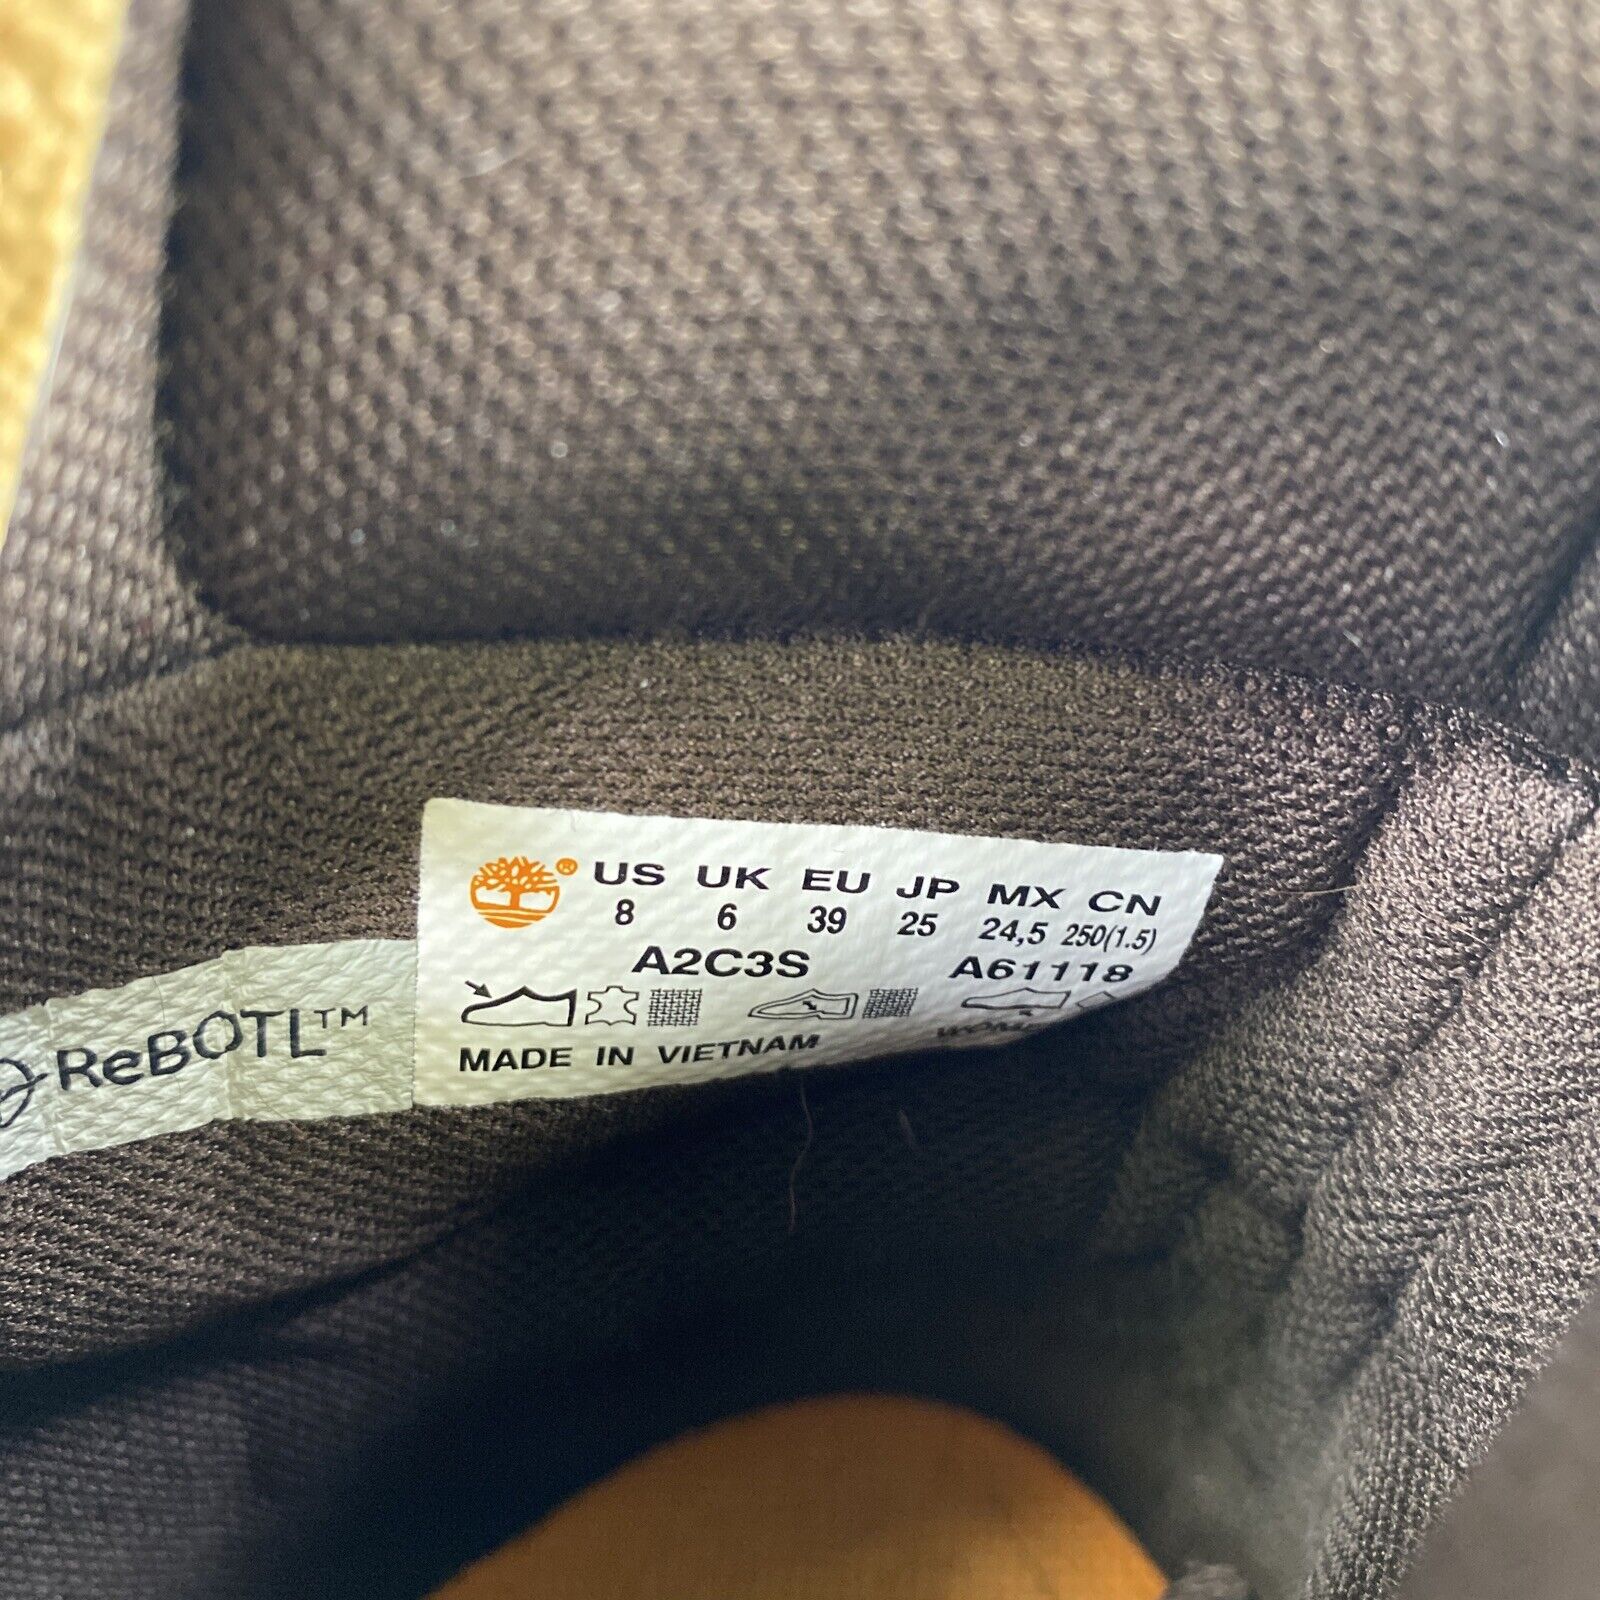 ® US UK EU JP MX CN
8 6 39 25 24,5 250(1.5)
A2C3S A61118
MADE IN VIETNAM
ReBOTL™